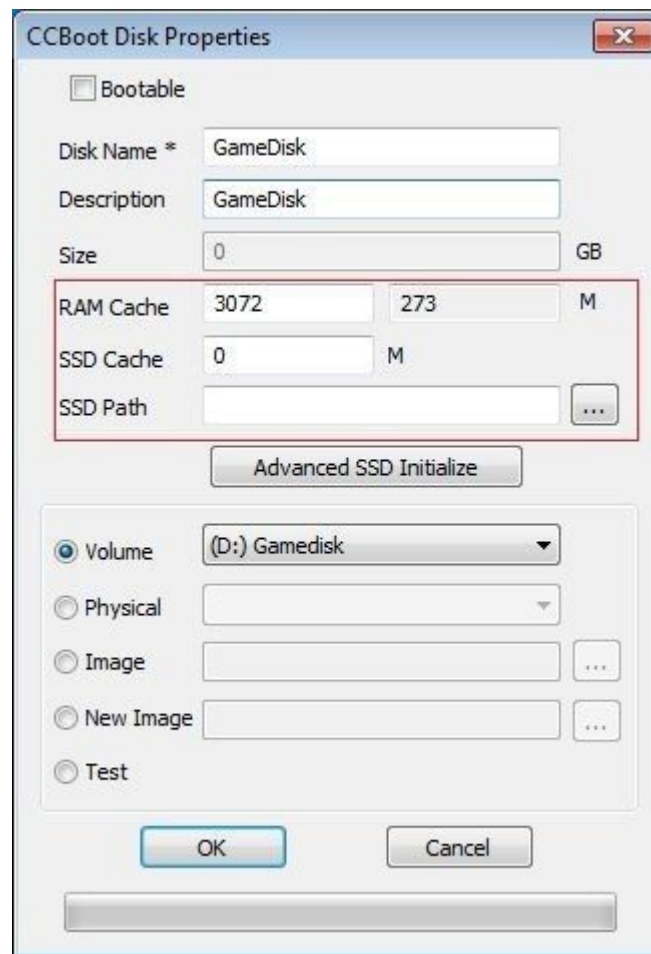 CCBoot Disk Properties
Bootable
Disk Name * GameDisk
Description GameDisk
Size 0 GB
RAM Cache 3072 273 M
SSD Cache 0 M
SSD Path ...
Advanced SSD Initialize
Volume (D:) Gamedisk
Physical
Image ...
New Image ...
Test
OK Cancel